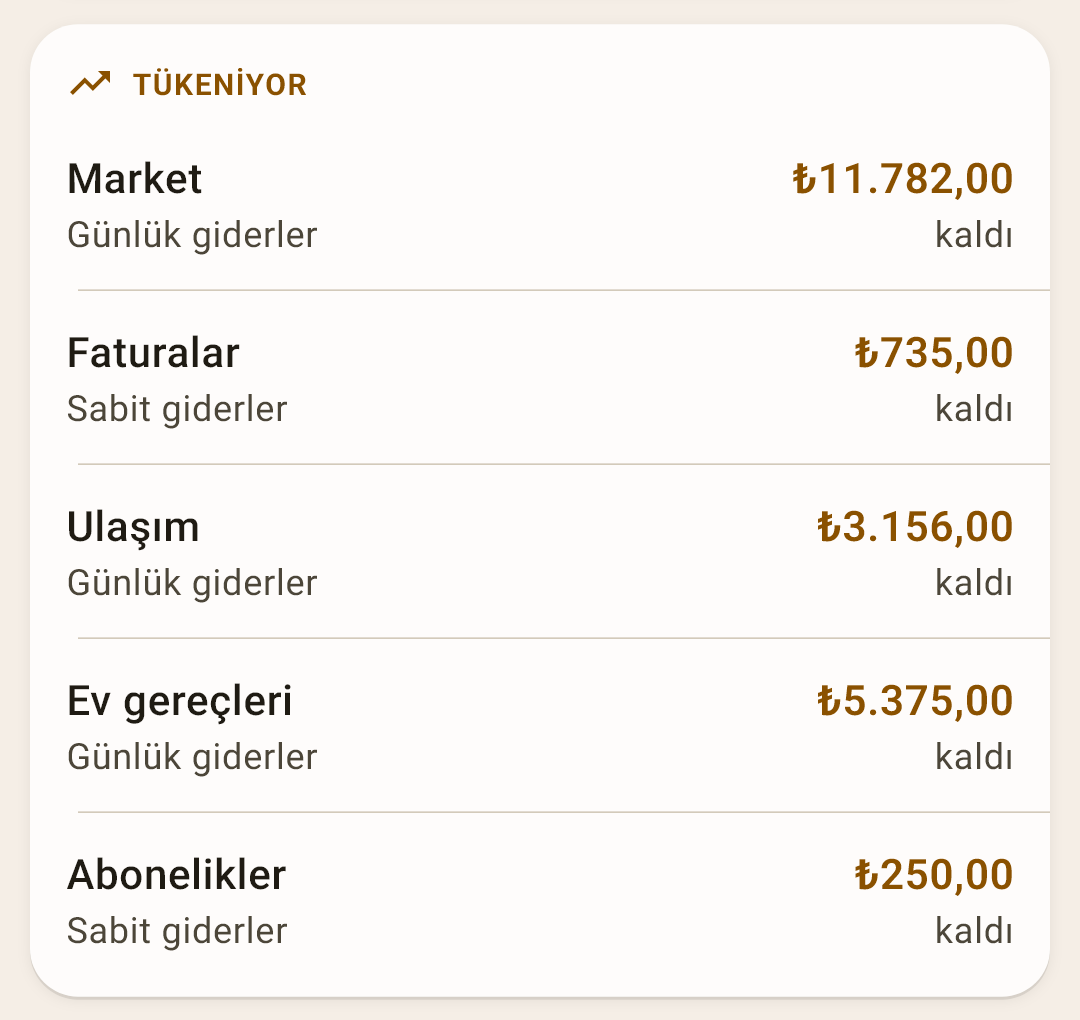 TÜKENİYOR
Market ₺11.782,00
Günlük giderler kaldı
Faturalar ₺735,00
Sabit giderler kaldı
Ulaşım ₺3.156,00
Günlük giderler kaldı
Ev gereçleri ₺5.375,00
Günlük giderler kaldı
Abonelikler ₺250,00
Sabit giderler kaldı